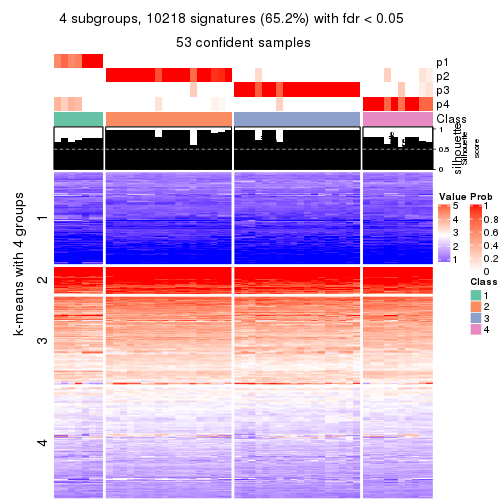 4 subgroups, 10218 signatures (65.2%) with fdr < 0.05
53 confident samples
p1
p2
p3
p4
Class
1
0.5
0
silhouette
Silhouette
score
k-means with 4 groups
1
2
3
4
Value
5
4
3
2
1
Prob
1
0.8
0.6
0.4
0.2
0
Class
1
2
3
4